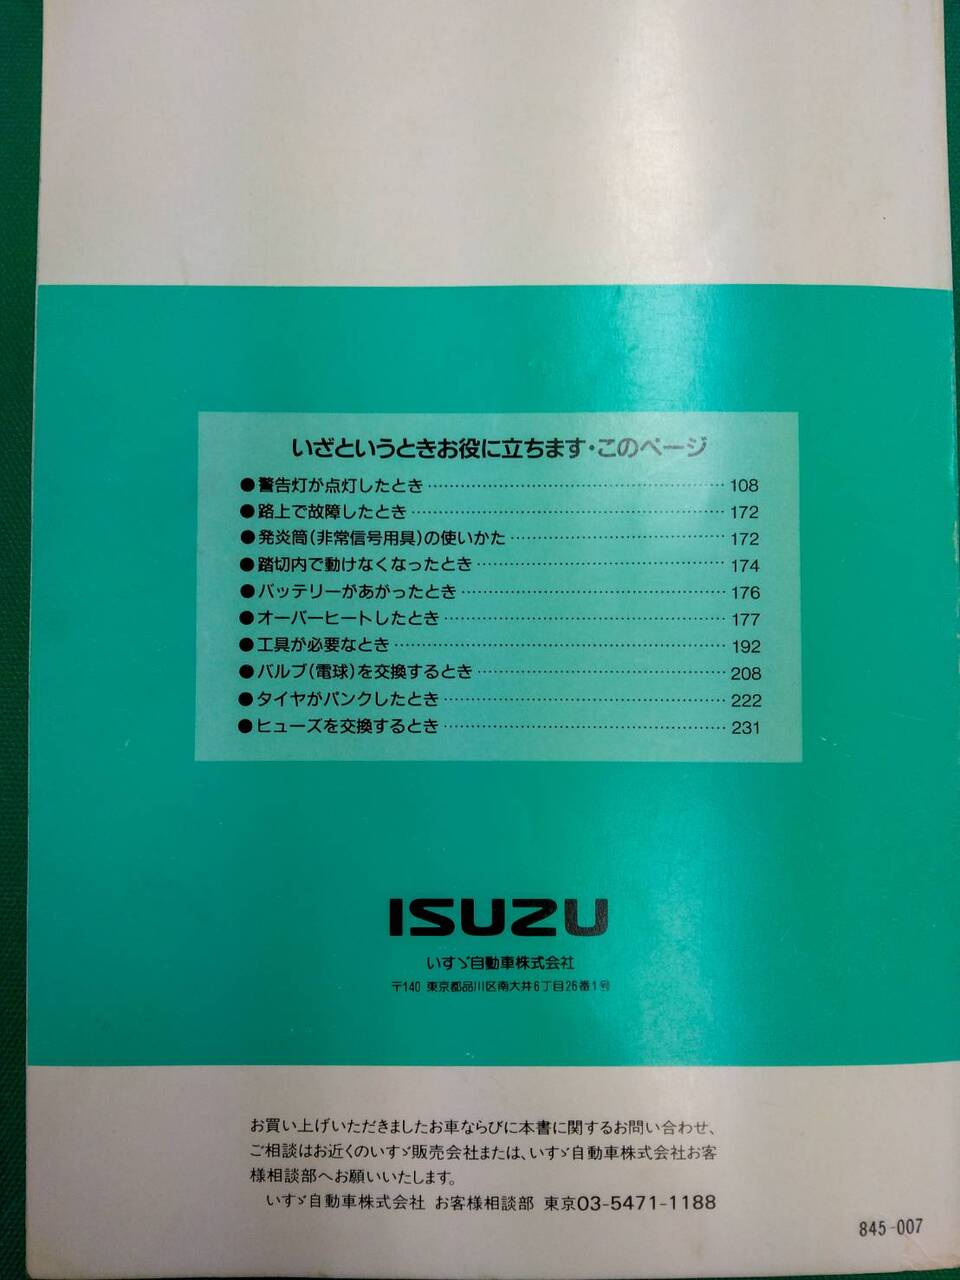 いざというときお役に立ちます・このページ
●警告灯が点灯したとき 108
●路上で故障したとき 172
●発炎筒(非常信号用具)の使いかた 172
●踏切内で動けなくなったとき 174
●バッテリーがあがったとき 176
●オーバーヒートしたとき 177
●工具が必要なとき 192
●バルブ(電球)を交換するとき 208
●タイヤがパンクしたとき 222
●ヒューズを交換するとき 231
ISUZU
いすゞ自動車株式会社
〒140 東京都品川区南大井6丁目26番1号
お買い上げいただきましたお車ならびに本書に関するお問い合わせ、
ご相談はお近くのいすゞ販売会社または、いすゞ自動車株式会社お客
様相談部へお願いいたします。
いすゞ自動車株式会社 お客様相談部 東京03-5471-1188
845-007